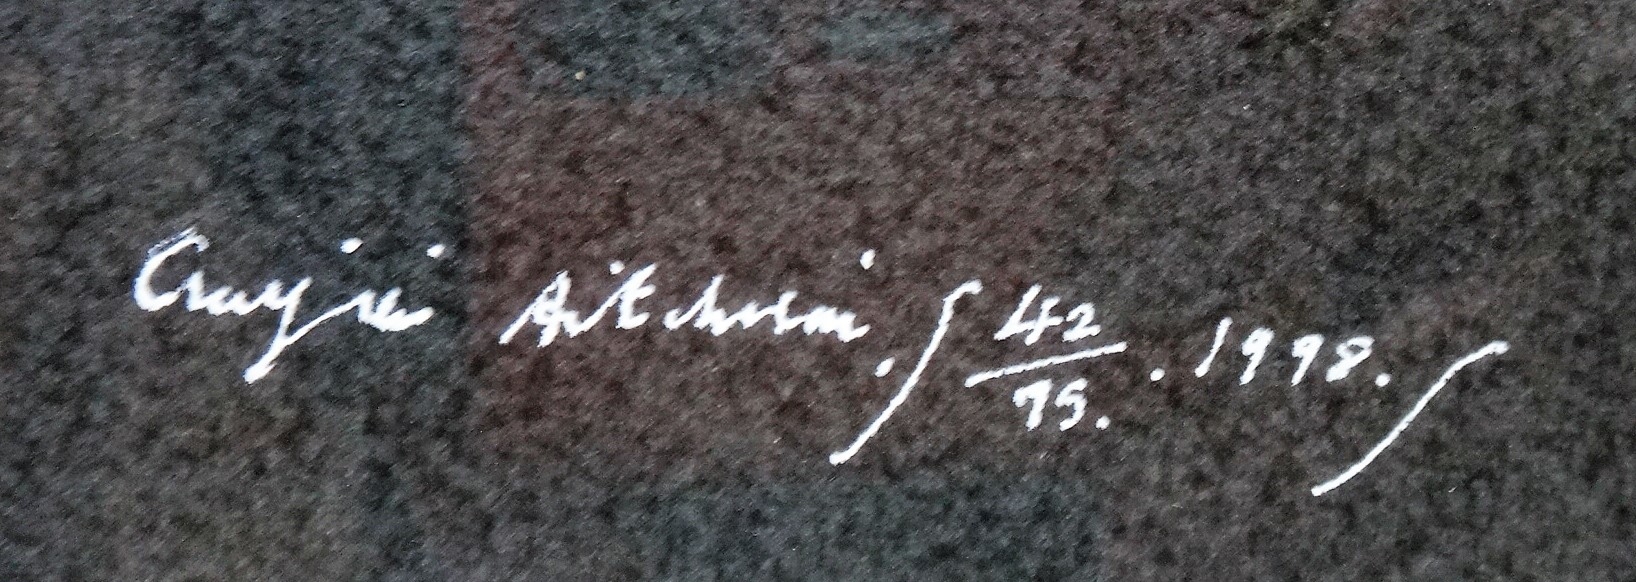 Craigie Aitchison. / 42/75. 1998. /